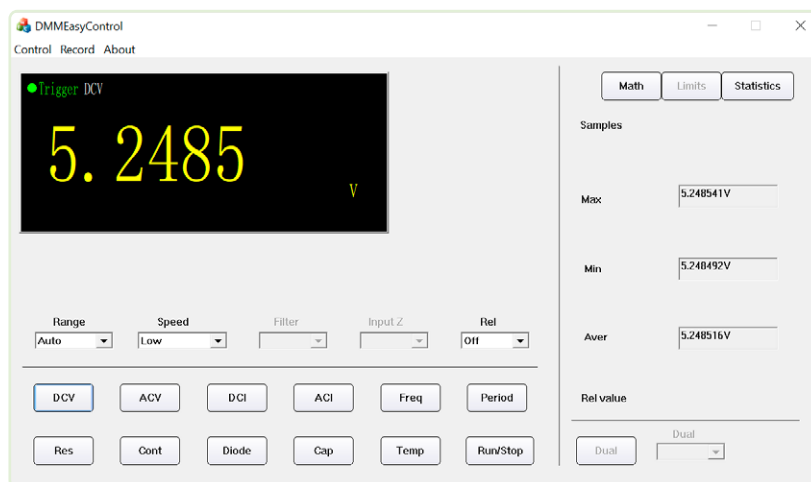 DMMEasyControl
Control Record About
Trigger DCV
5.2485
V
Math Limits Statistics
Samples
Max 5.248541V
Min 5.248492V
Aver 5.248516V
Rel value
Range Speed Filter Input Z Rel
Auto Low Off
DCV ACV DCI ACI Freq Period
Res Cont Diode Cap Temp Run/Stop
Dual
Dual